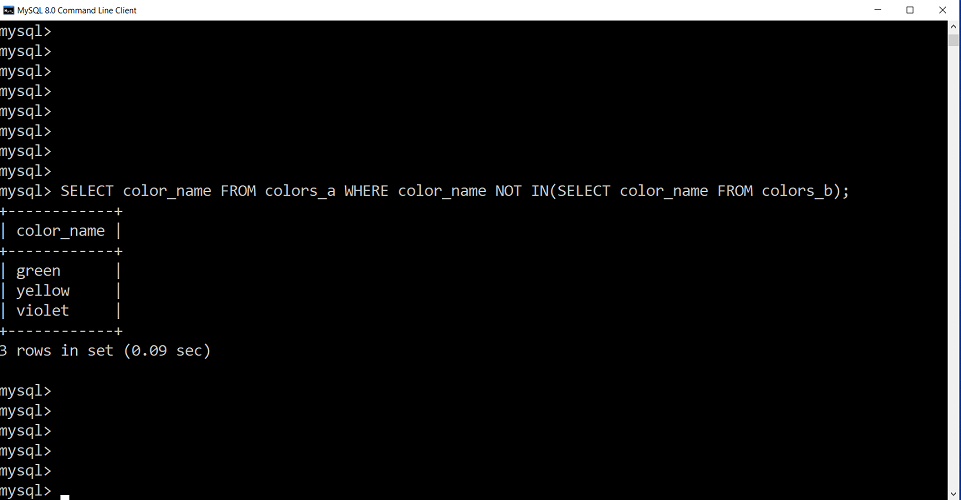 MySQL 8.0 Command Line Client
mysql>
mysql>
mysql>
mysql>
mysql>
mysql>
mysql>
mysql>
mysql> SELECT color_name FROM colors_a WHERE color_name NOT IN(SELECT color_name FROM colors_b);
+------------+
| color_name |
+------------+
| green      |
| yellow     |
| violet     |
+------------+
3 rows in set (0.09 sec)

mysql>
mysql>
mysql>
mysql>
mysql>
mysql>